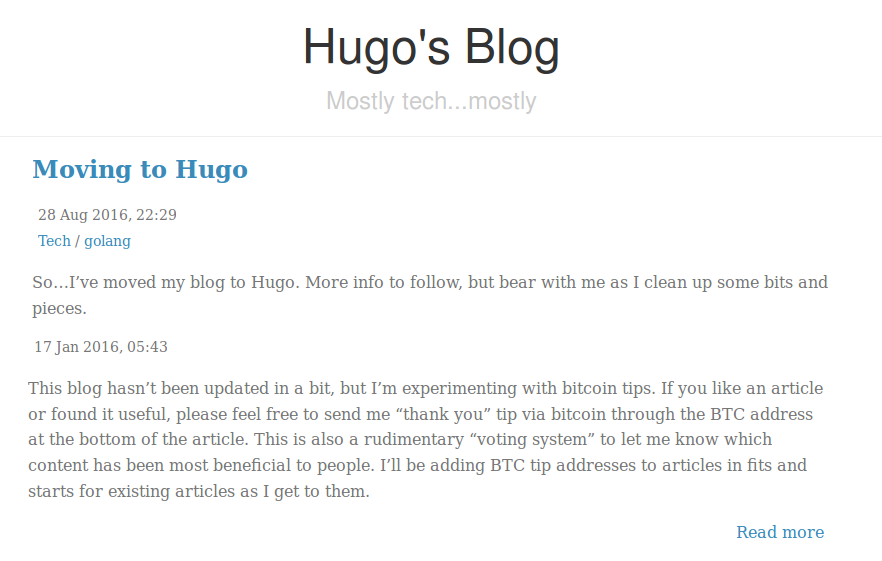 Hugo's Blog
Mostly tech...mostly
Moving to Hugo
28 Aug 2016, 22:29
Tech / golang
So…I’ve moved my blog to Hugo. More info to follow, but bear with me as I clean up some bits and
pieces.
17 Jan 2016, 05:43
This blog hasn’t been updated in a bit, but I’m experimenting with bitcoin tips. If you like an article
or found it useful, please feel free to send me “thank you” tip via bitcoin through the BTC address
at the bottom of the article. This is also a rudimentary “voting system” to let me know which
content has been most beneficial to people. I’ll be adding BTC tip addresses to articles in fits and
starts for existing articles as I get to them.
Read more